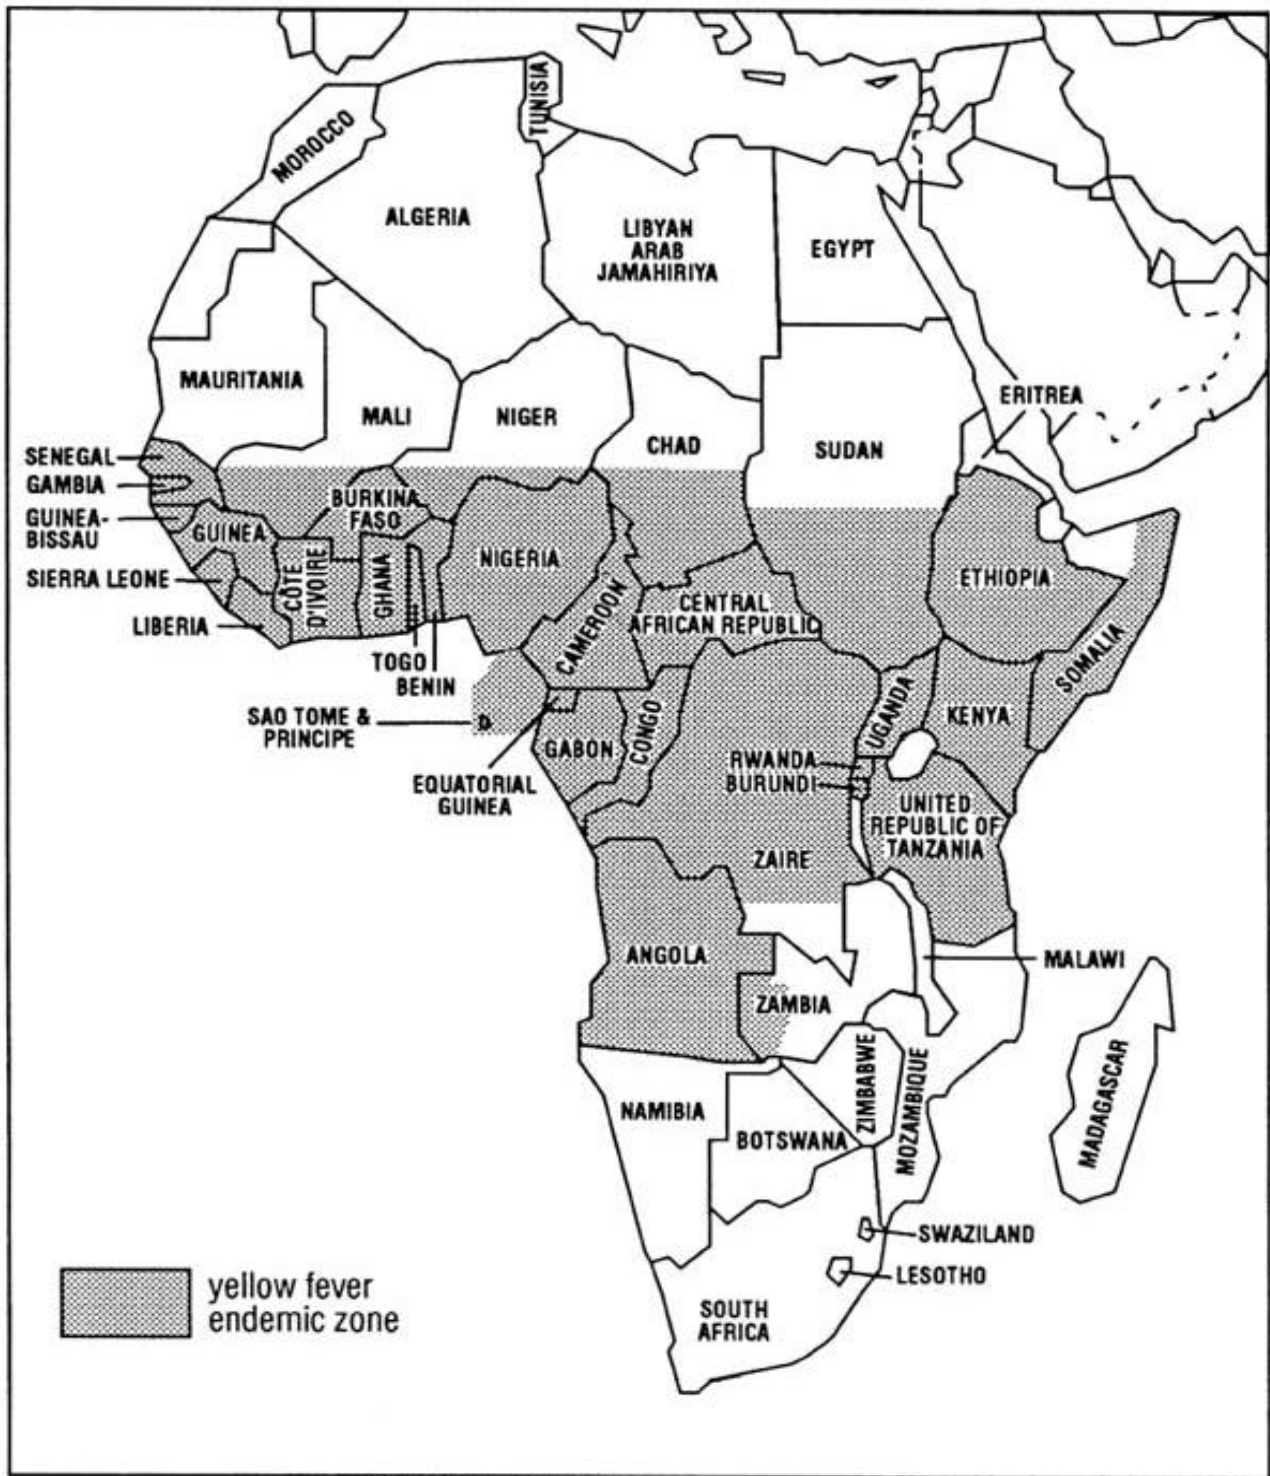 TUNISIA
MOROCCO
ALGERIA
LIBYAN
ARAB
JAMAHIRIYA
EGYPT
MAURITANIA
MALI
NIGER
CHAD
SUDAN
ERITREA
SENEGAL
GAMBIA
GUINEA-
BISSAU
GUINEA
BURKINA
FASO
SIERRA LEONE
LIBERIA
CÔTE
D'IVOIRE
GHANA
TOGO
BENIN
NIGERIA
CAMEROON
CENTRAL
AFRICAN REPUBLIC
ETHIOPIA
SOMALIA
SAO TOME &
PRINCIPE
EQUATORIAL
GUINEA
GABON
CONGO
UGANDA
KENYA
RWANDA
BURUNDI
UNITED
REPUBLIC OF
TANZANIA
ZAIRE
ANGOLA
ZAMBIA
MALAWI
NAMIBIA
BOTSWANA
ZIMBABWE
MOZAMBIQUE
MADAGASCAR
SWAZILAND
LESOTHO
SOUTH
AFRICA
yellow fever
endemic zone